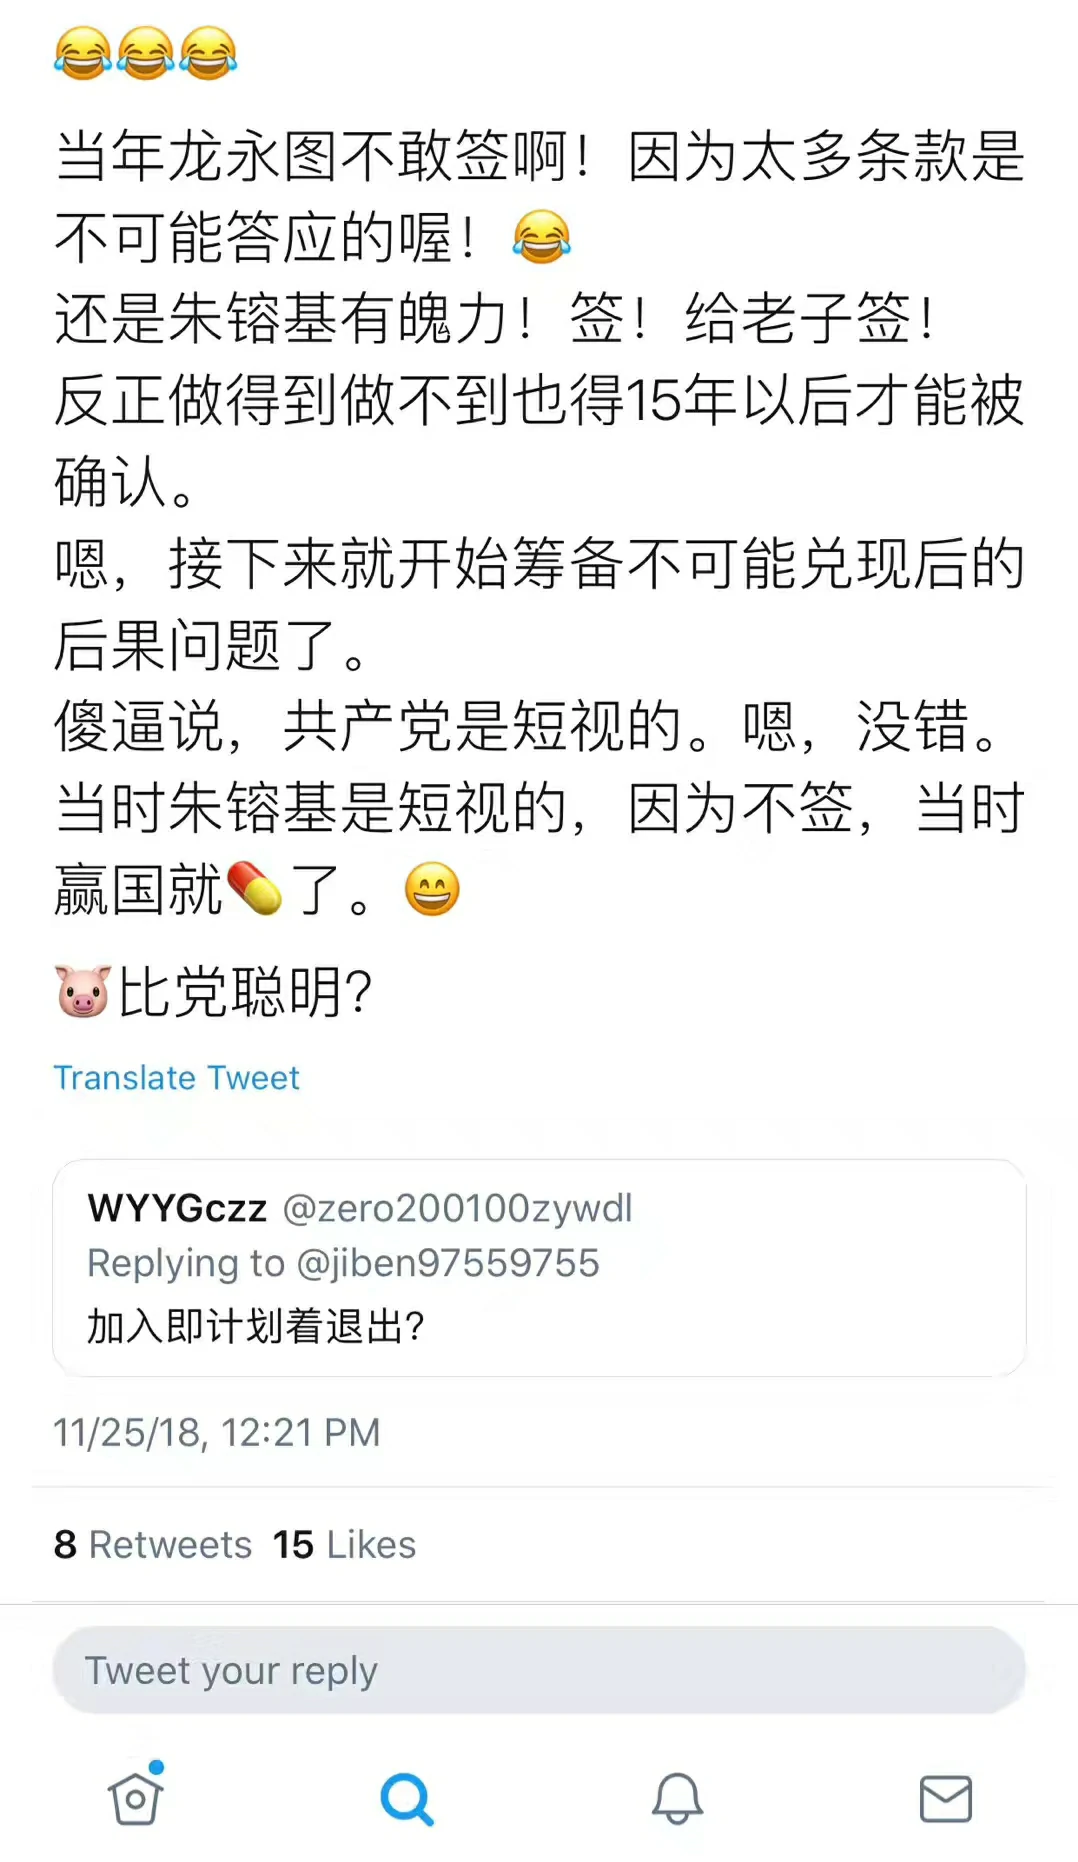 😂😂😂
当年龙永图不敢签啊！因为太多条款是
不可能答应的喔！😂
还是朱镕基有魄力！签！给老子签！
反正做得到做不到也得15年以后才能被
确认。
嗯，接下来就开始筹备不可能兑现后的
后果问题了。
傻逼说，共产党是短视的。嗯，没错。
当时朱镕基是短视的，因为不签，当时
赢国就💊了。😄
🐷比党聪明？
Translate Tweet
WYYGczz @zero200100zywdl
Replying to @jiben97559755
加入即计划着退出？
11/25/18, 12:21 PM
8 Retweets 15 Likes
Tweet your reply